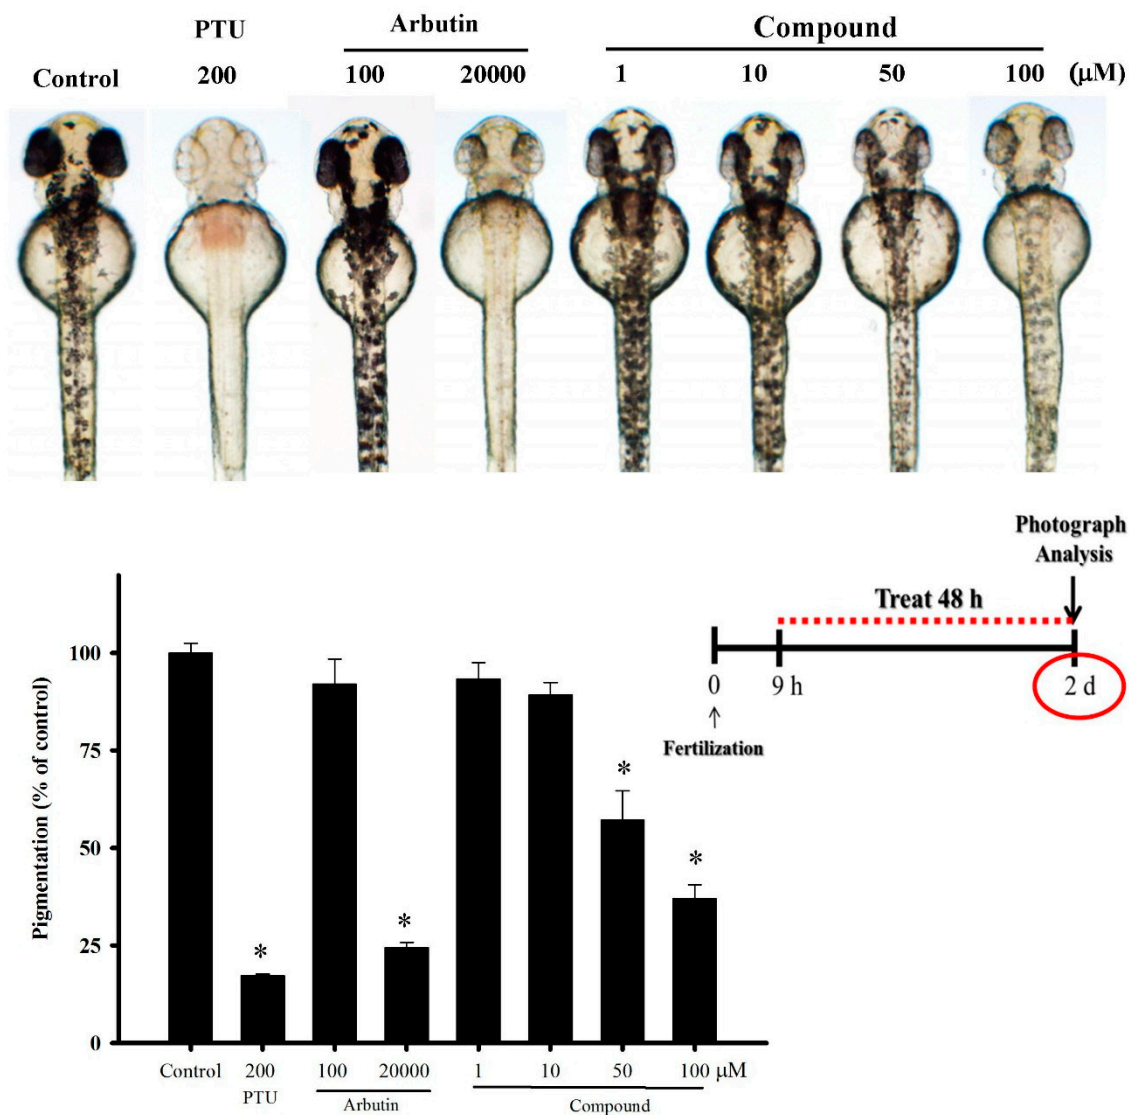 PTU Arbutin Compound
Control 200 100 20000 1 10 50 100 (μM)
Photograph
Analysis
Treat 48 h
0 9 h 2 d
↑
Fertilization
Pigmentation (% of control)
100
75
50
25
0
*
*
*
*
Control 200 100 20000 1 10 50 100 μM
PTU Arbutin Compound